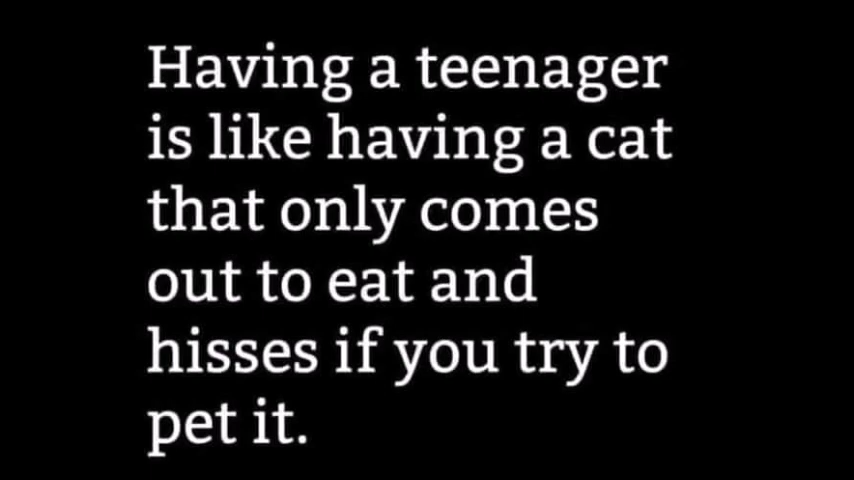 Having a teenager
is like having a cat
that only comes
out to eat and
hisses if you try to
pet it.